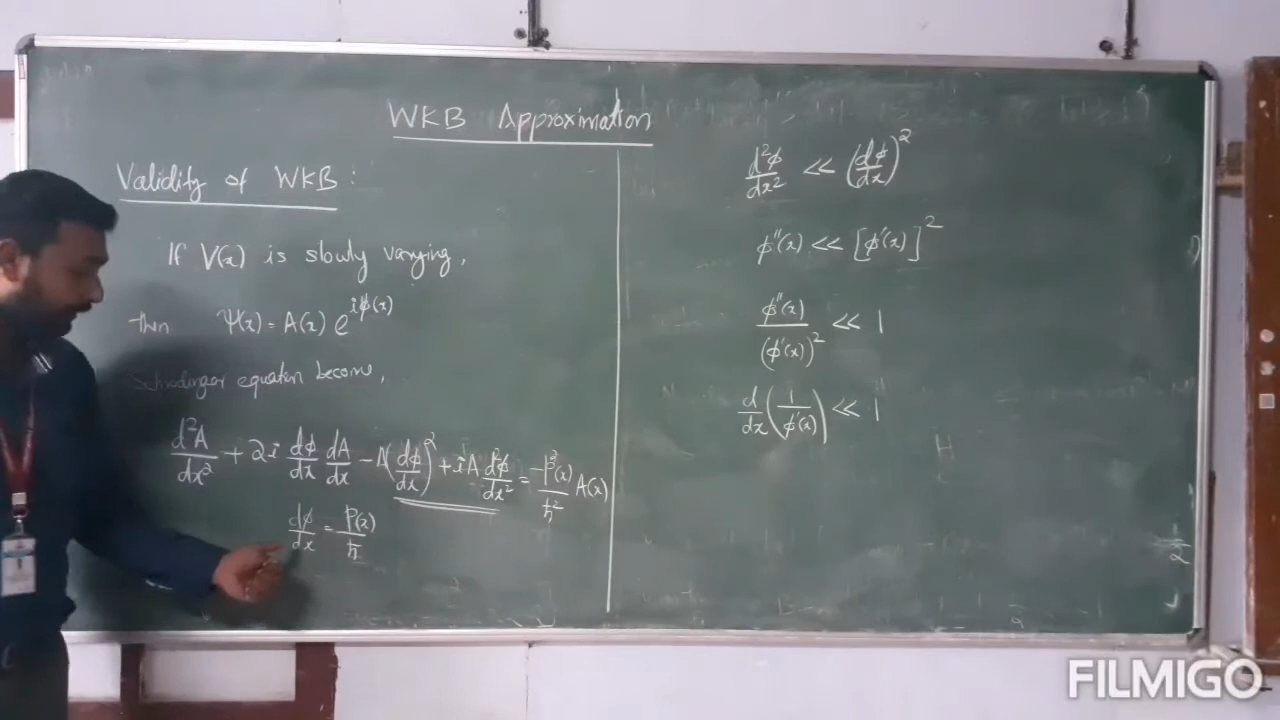 WKB Approximation
Validity of WKB :
If V(x) is slowly varying,
then Ψ(x) = A(x) e^{iϕ(x)}
Schrodinger equation become,
d²A/dx² + 2i dϕ/dx dA/dx − A(dϕ/dx)² + iA d²ϕ/dx² = −p²(x)/ħ² A(x)
dϕ/dx = p(x)/ħ
d²ϕ/dx² << (dϕ/dx)²
ϕ''(x) << [ϕ'(x)]²
ϕ''(x)/(ϕ'(x))² << 1
d/dx (1/ϕ'(x)) << 1
FILMIGO